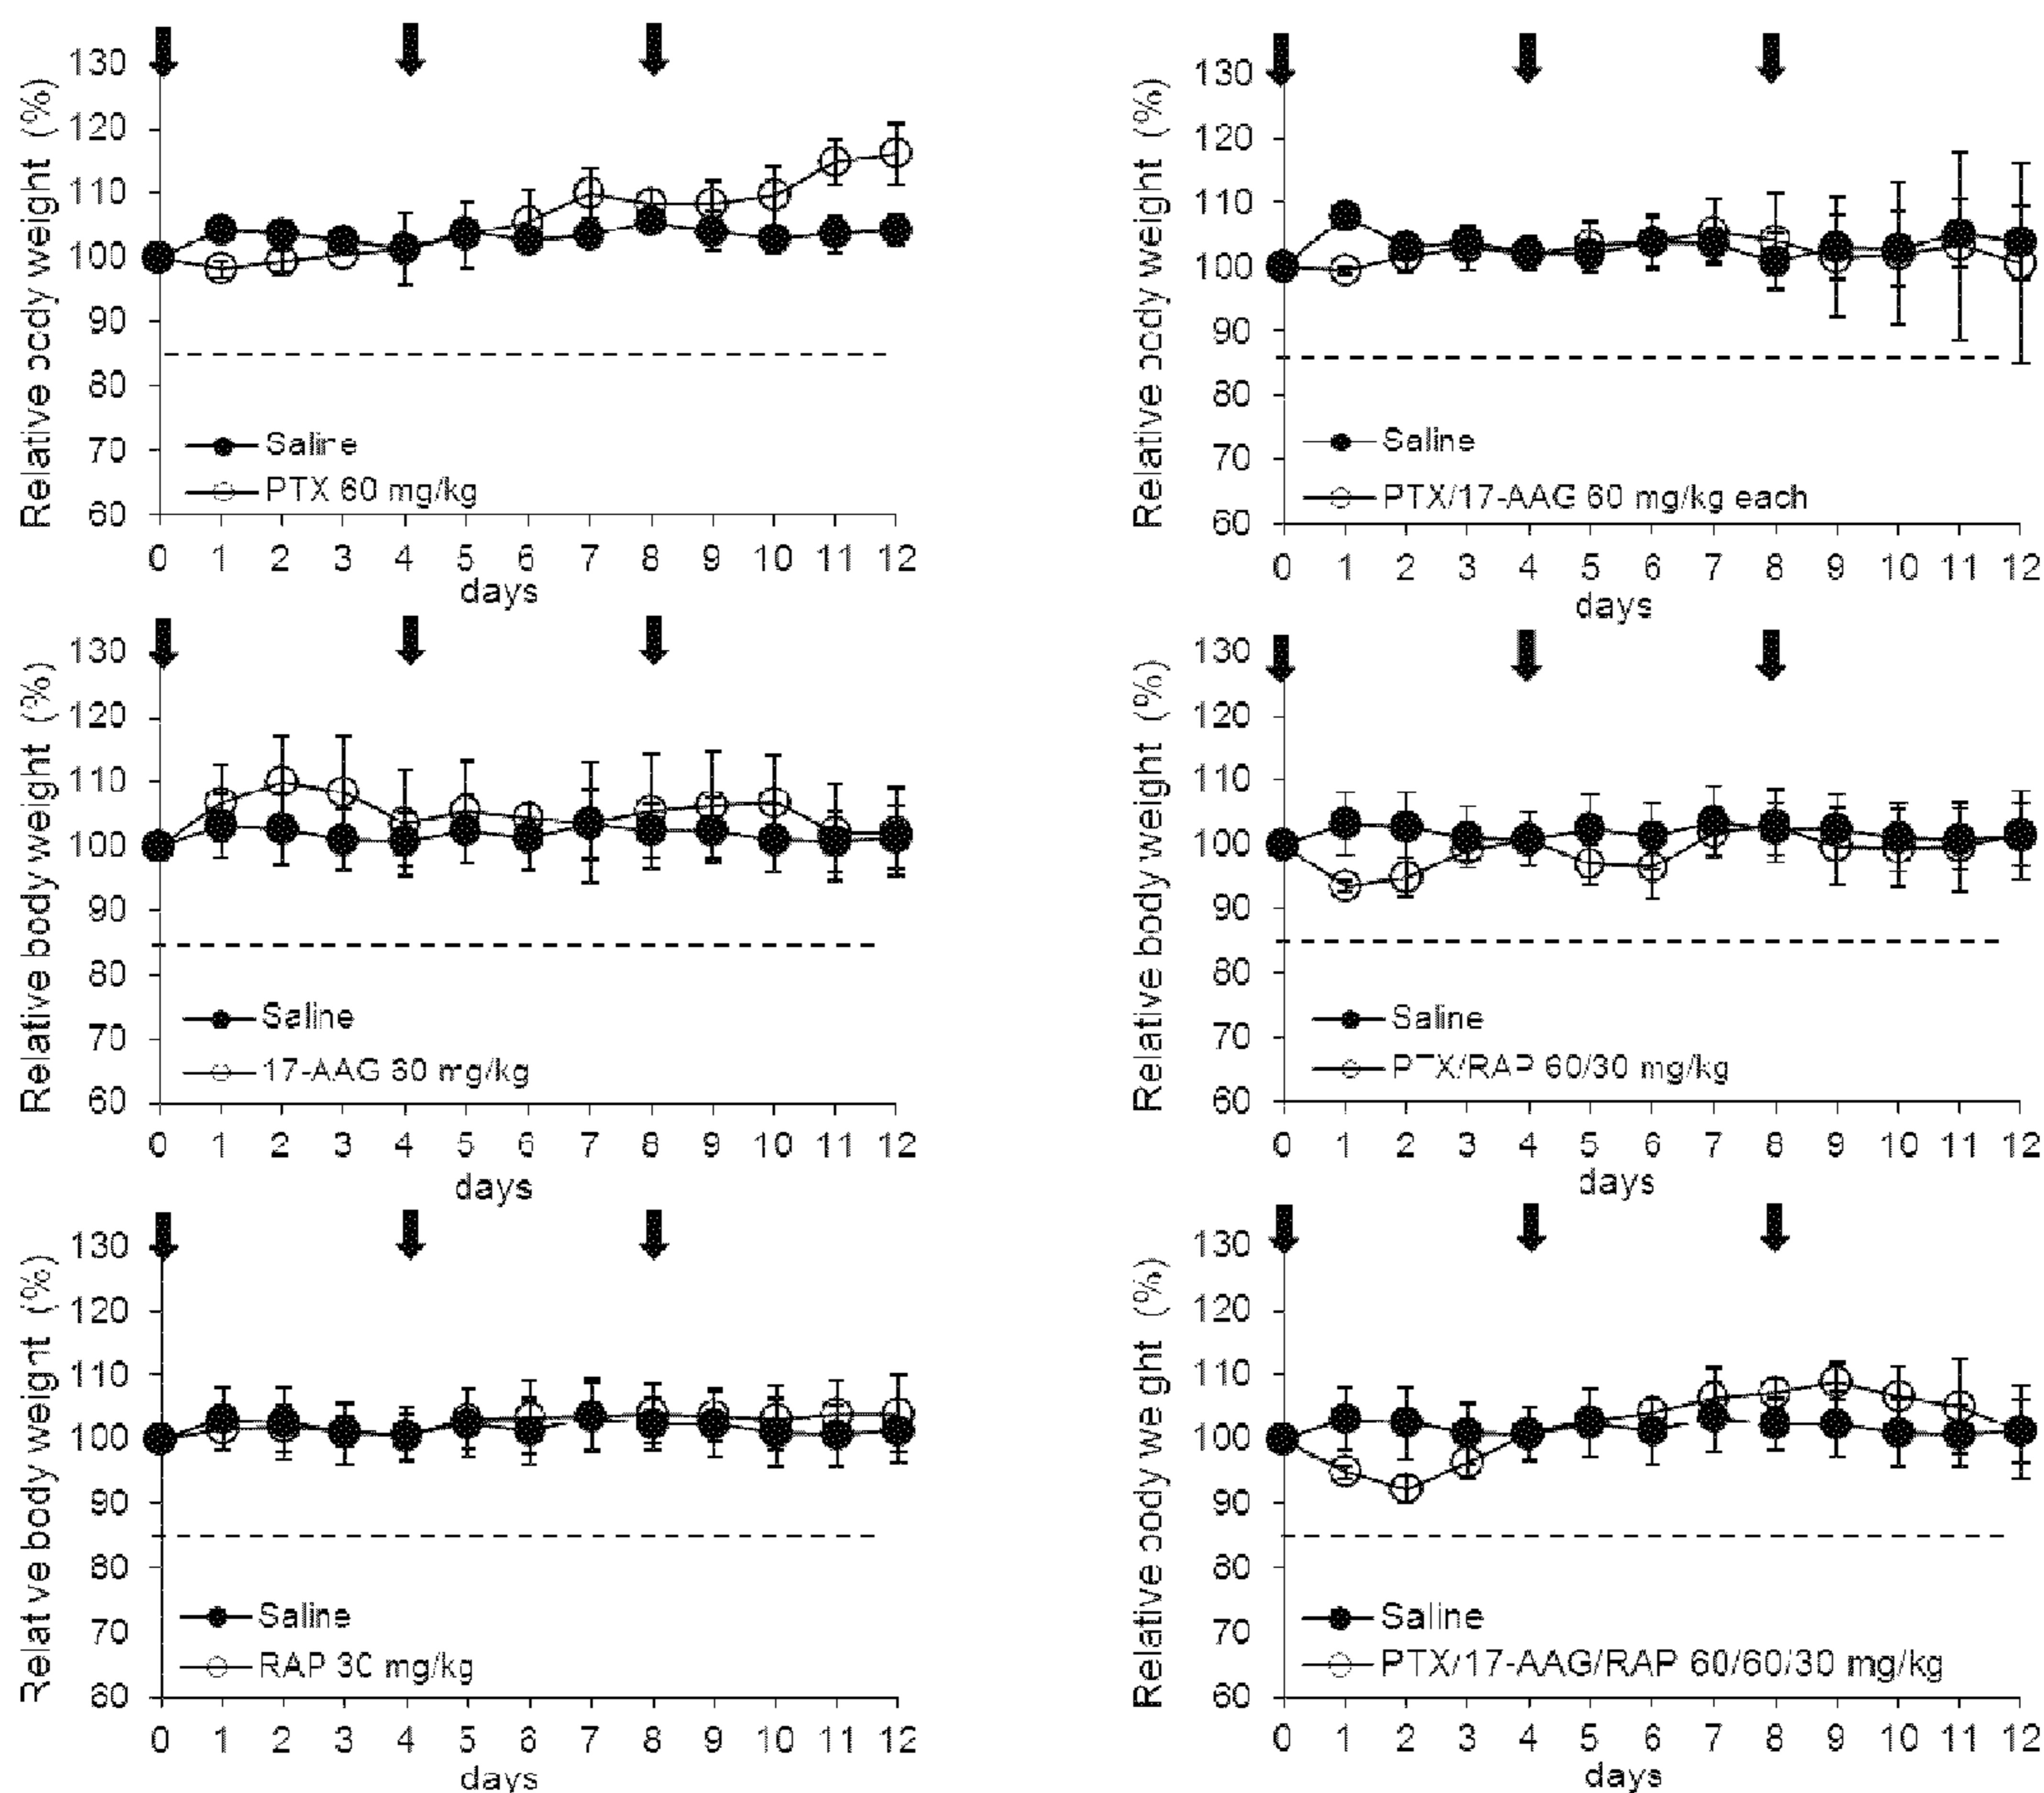 Relative body weight (%)
130
120
110
100
90
80
70
60
Saline
PTX 60 mg/kg
0 1 2 3 4 5 6 7 8 9 10 11 12
days
Relative body weight (%)
130
120
110
100
90
80
70
60
Saline
PTX/17-AAG 60 mg/kg each
0 1 2 3 4 5 6 7 8 9 10 11 12
days
Relative body weight (%)
130
120
110
100
90
80
70
60
Saline
17-AAG 60 mg/kg
0 1 2 3 4 5 6 7 8 9 10 11 12
days
Relative body weight (%)
130
120
110
100
90
80
70
60
Saline
PTX/RAP 60/30 mg/kg
0 1 2 3 4 5 6 7 8 9 10 11 12
days
Relative body weight (%)
130
120
110
100
90
80
70
60
Saline
RAP 30 mg/kg
0 1 2 3 4 5 6 7 8 9 10 11 12
days
Relative body weight (%)
130
120
110
100
90
80
70
60
Saline
PTX/17-AAG/RAP 60/60/30 mg/kg
0 1 2 3 4 5 6 7 8 9 10 11 12
days